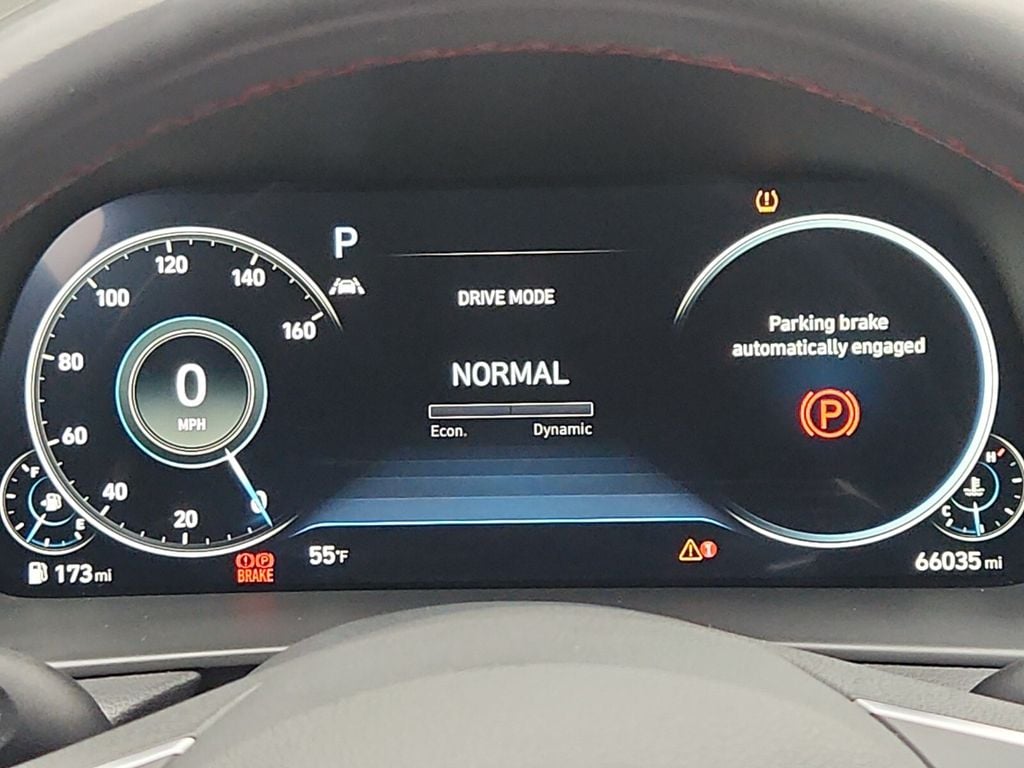 P
120
140
100
160
80
60
40
20
0
0
MPH
F
E
173 mi
BRAKE
P
55°F
DRIVE MODE
NORMAL
Econ.
Dynamic
Parking brake
automatically engaged
P
1
H
C
66035 mi